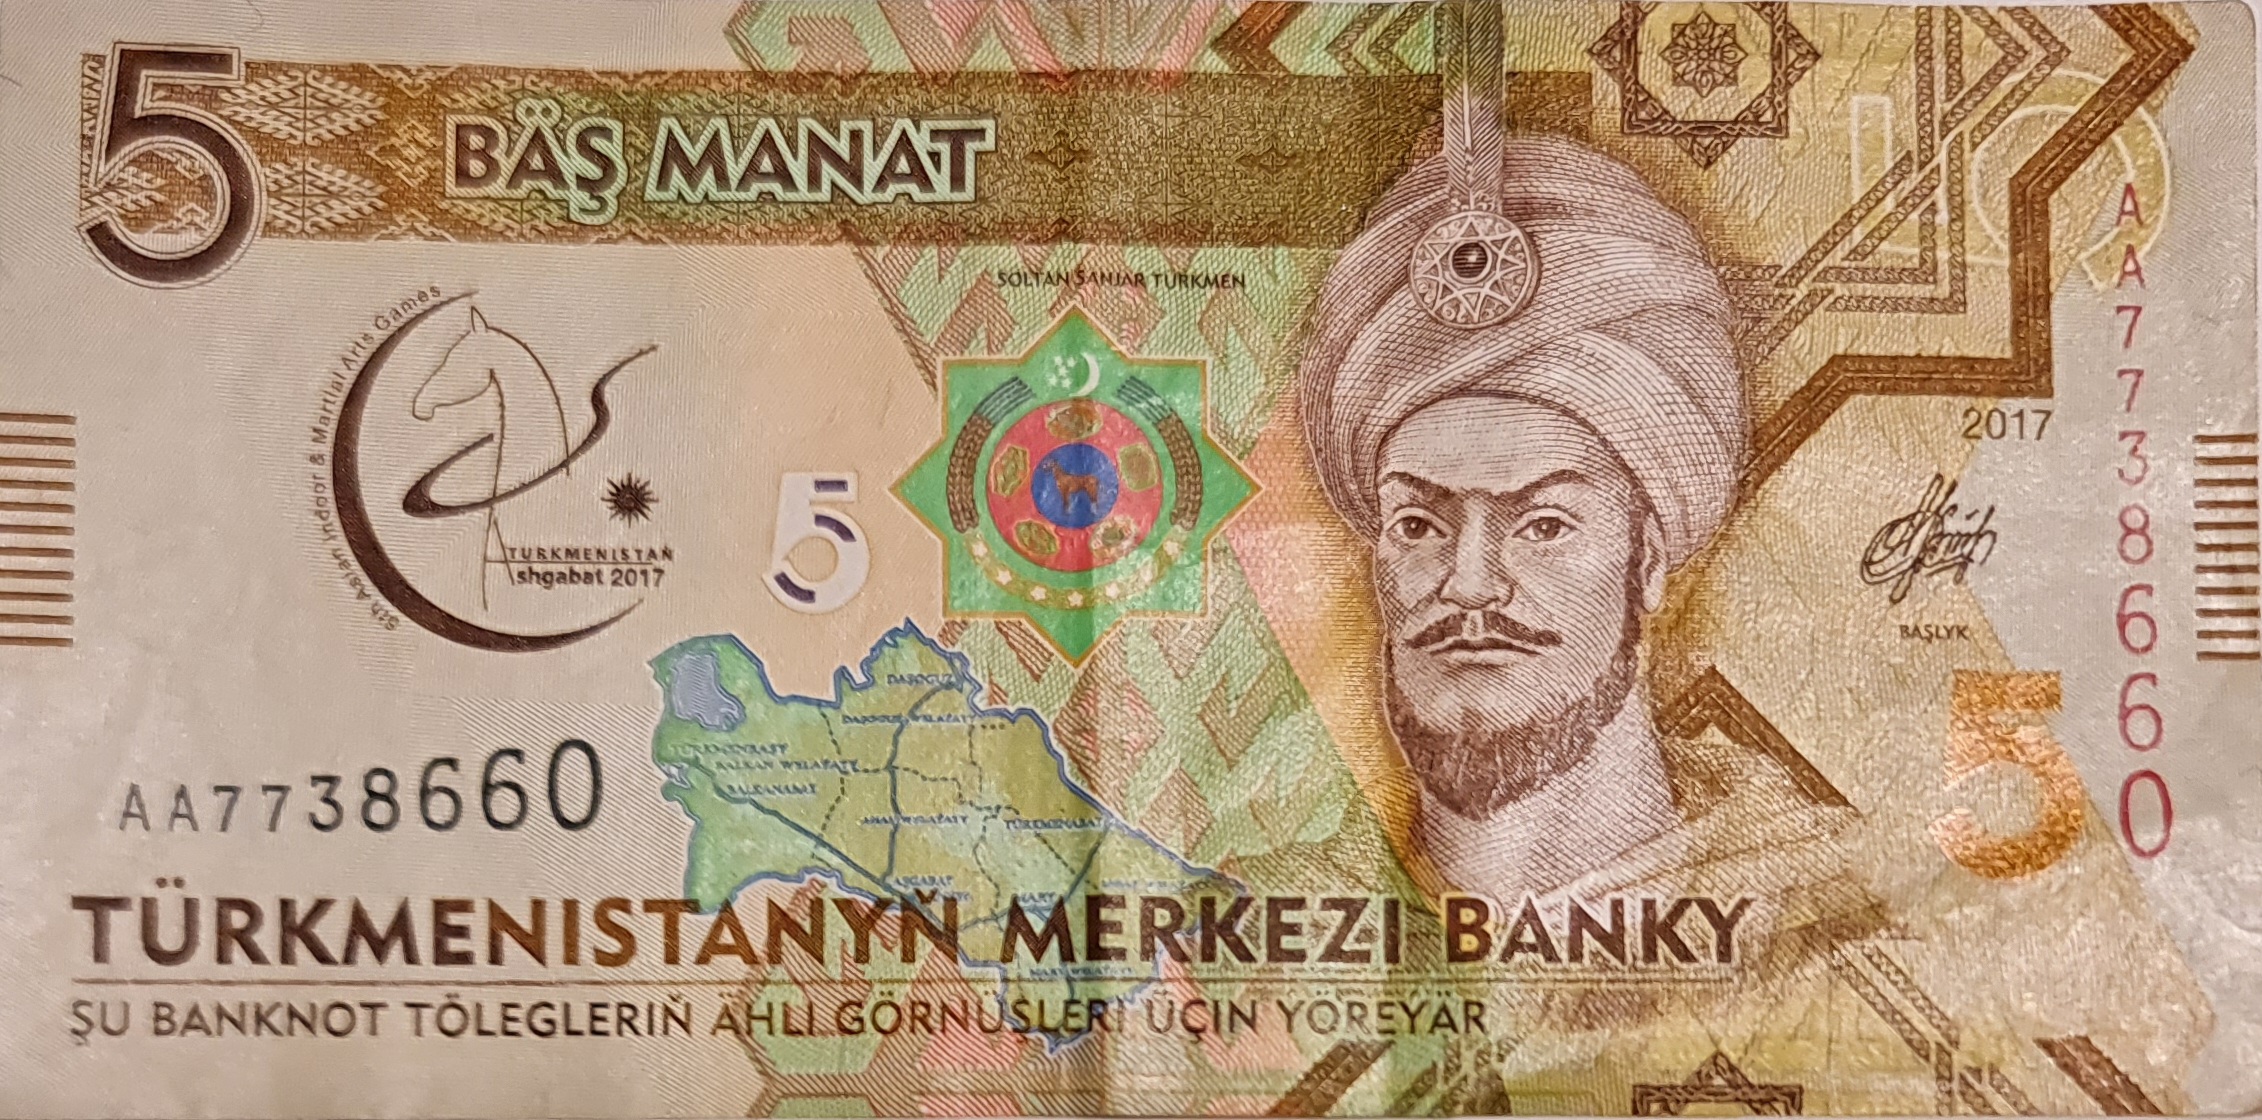 5
BÄŞ MANAT
SOLTAN SANJAR TÜRKMEN
5th Asian Indoor & Martial Arts Games
TURKMENISTAN
Ashgabat 2017
5
2017
BAŞLYK
AA7738660
5
DAŞOGUZ
DAŞOGUZ WELAÝATY
TÜRKMENBAŞY
BALKAN WELAÝATY
BALKANABAT
AHAL WELAÝATY
TÜRKMENABAT
AŞGABAT
MARY
MARY WELAÝATY
AA7738660
TÜRKMENISTANYŇ MERKEZI BANKY
ŞU BANKNOT TÖLEGLERIŇ ÄHLI GÖRNÜŞLERI ÜÇIN ÝÖREÝÄR